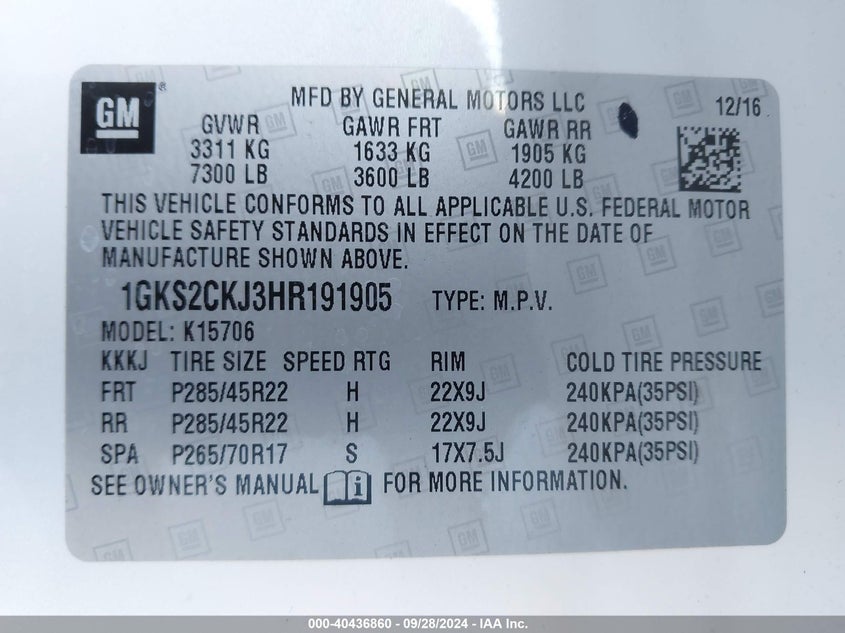 GM ®
MFD BY GENERAL MOTORS LLC
12/16
GVWR GAWR FRT GAWR RR
3311 KG 1633 KG 1905 KG
7300 LB 3600 LB 4200 LB
THIS VEHICLE CONFORMS TO ALL APPLICABLE U.S. FEDERAL MOTOR
VEHICLE SAFETY STANDARDS IN EFFECT ON THE DATE OF
MANUFACTURE SHOWN ABOVE.
1GKS2CKJ3HR191905 TYPE: M.P.V.
MODEL: K15706
KKKJ TIRE SIZE SPEED RTG RIM COLD TIRE PRESSURE
FRT P285/45R22 H 22X9J 240KPA(35PSI)
RR P285/45R22 H 22X9J 240KPA(35PSI)
SPA P265/70R17 S 17X7.5J 240KPA(35PSI)
SEE OWNER'S MANUAL i FOR MORE INFORMATION.
000-40436860 - 09/28/2024 - IAA Inc.